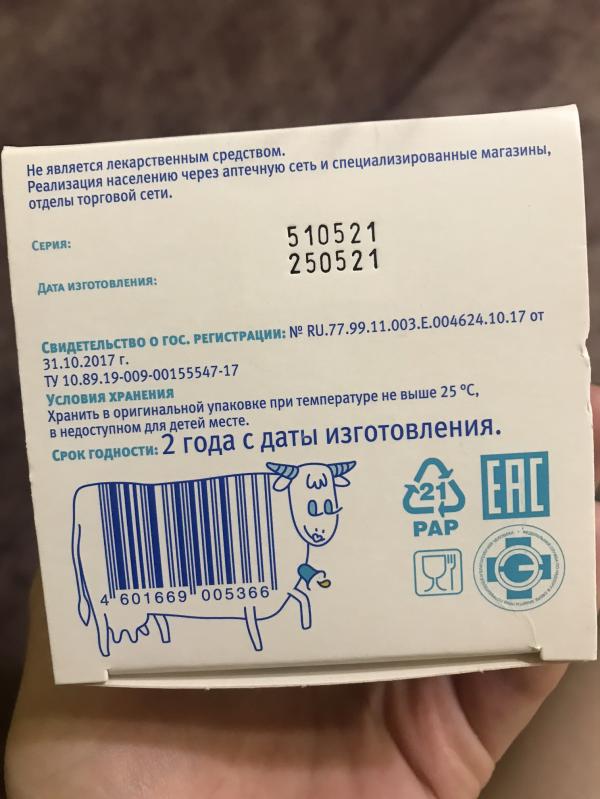 Не является лекарственным средством.
Реализация населению через аптечную сеть и специализированные магазины,
отделы торговой сети.
СЕРИЯ: 510521
ДАТА ИЗГОТОВЛЕНИЯ: 250521
СВИДЕТЕЛЬСТВО О ГОС. РЕГИСТРАЦИИ: № RU.77.99.11.003.Е.004624.10.17 от
31.10.2017 г.
ТУ 10.89.19-009-00155547-17
УСЛОВИЯ ХРАНЕНИЯ
Хранить в оригинальной упаковке при температуре не выше 25 °С,
в недоступном для детей месте.
СРОК ГОДНОСТИ: 2 года с даты изготовления.
21
PAP
EAC
4 601669 005366